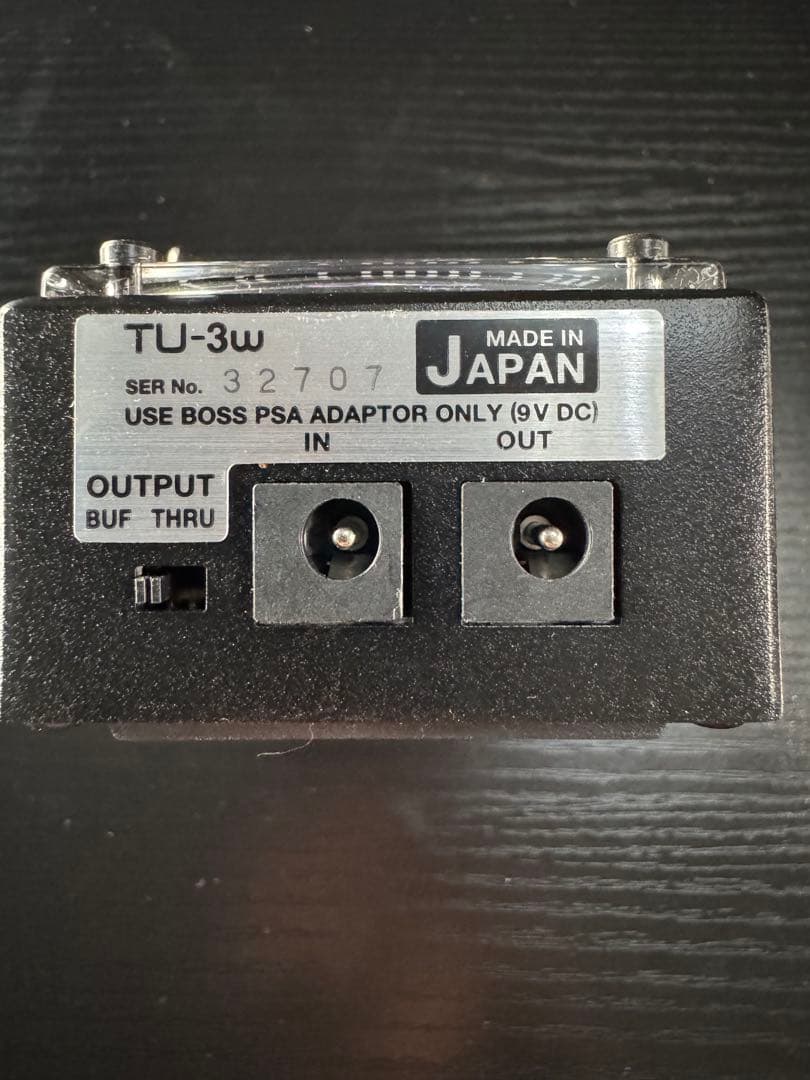 TU-3w
MADE IN
JAPAN
SER No. 32707
USE BOSS PSA ADAPTOR ONLY (9V DC)
IN OUT
OUTPUT
BUF THRU